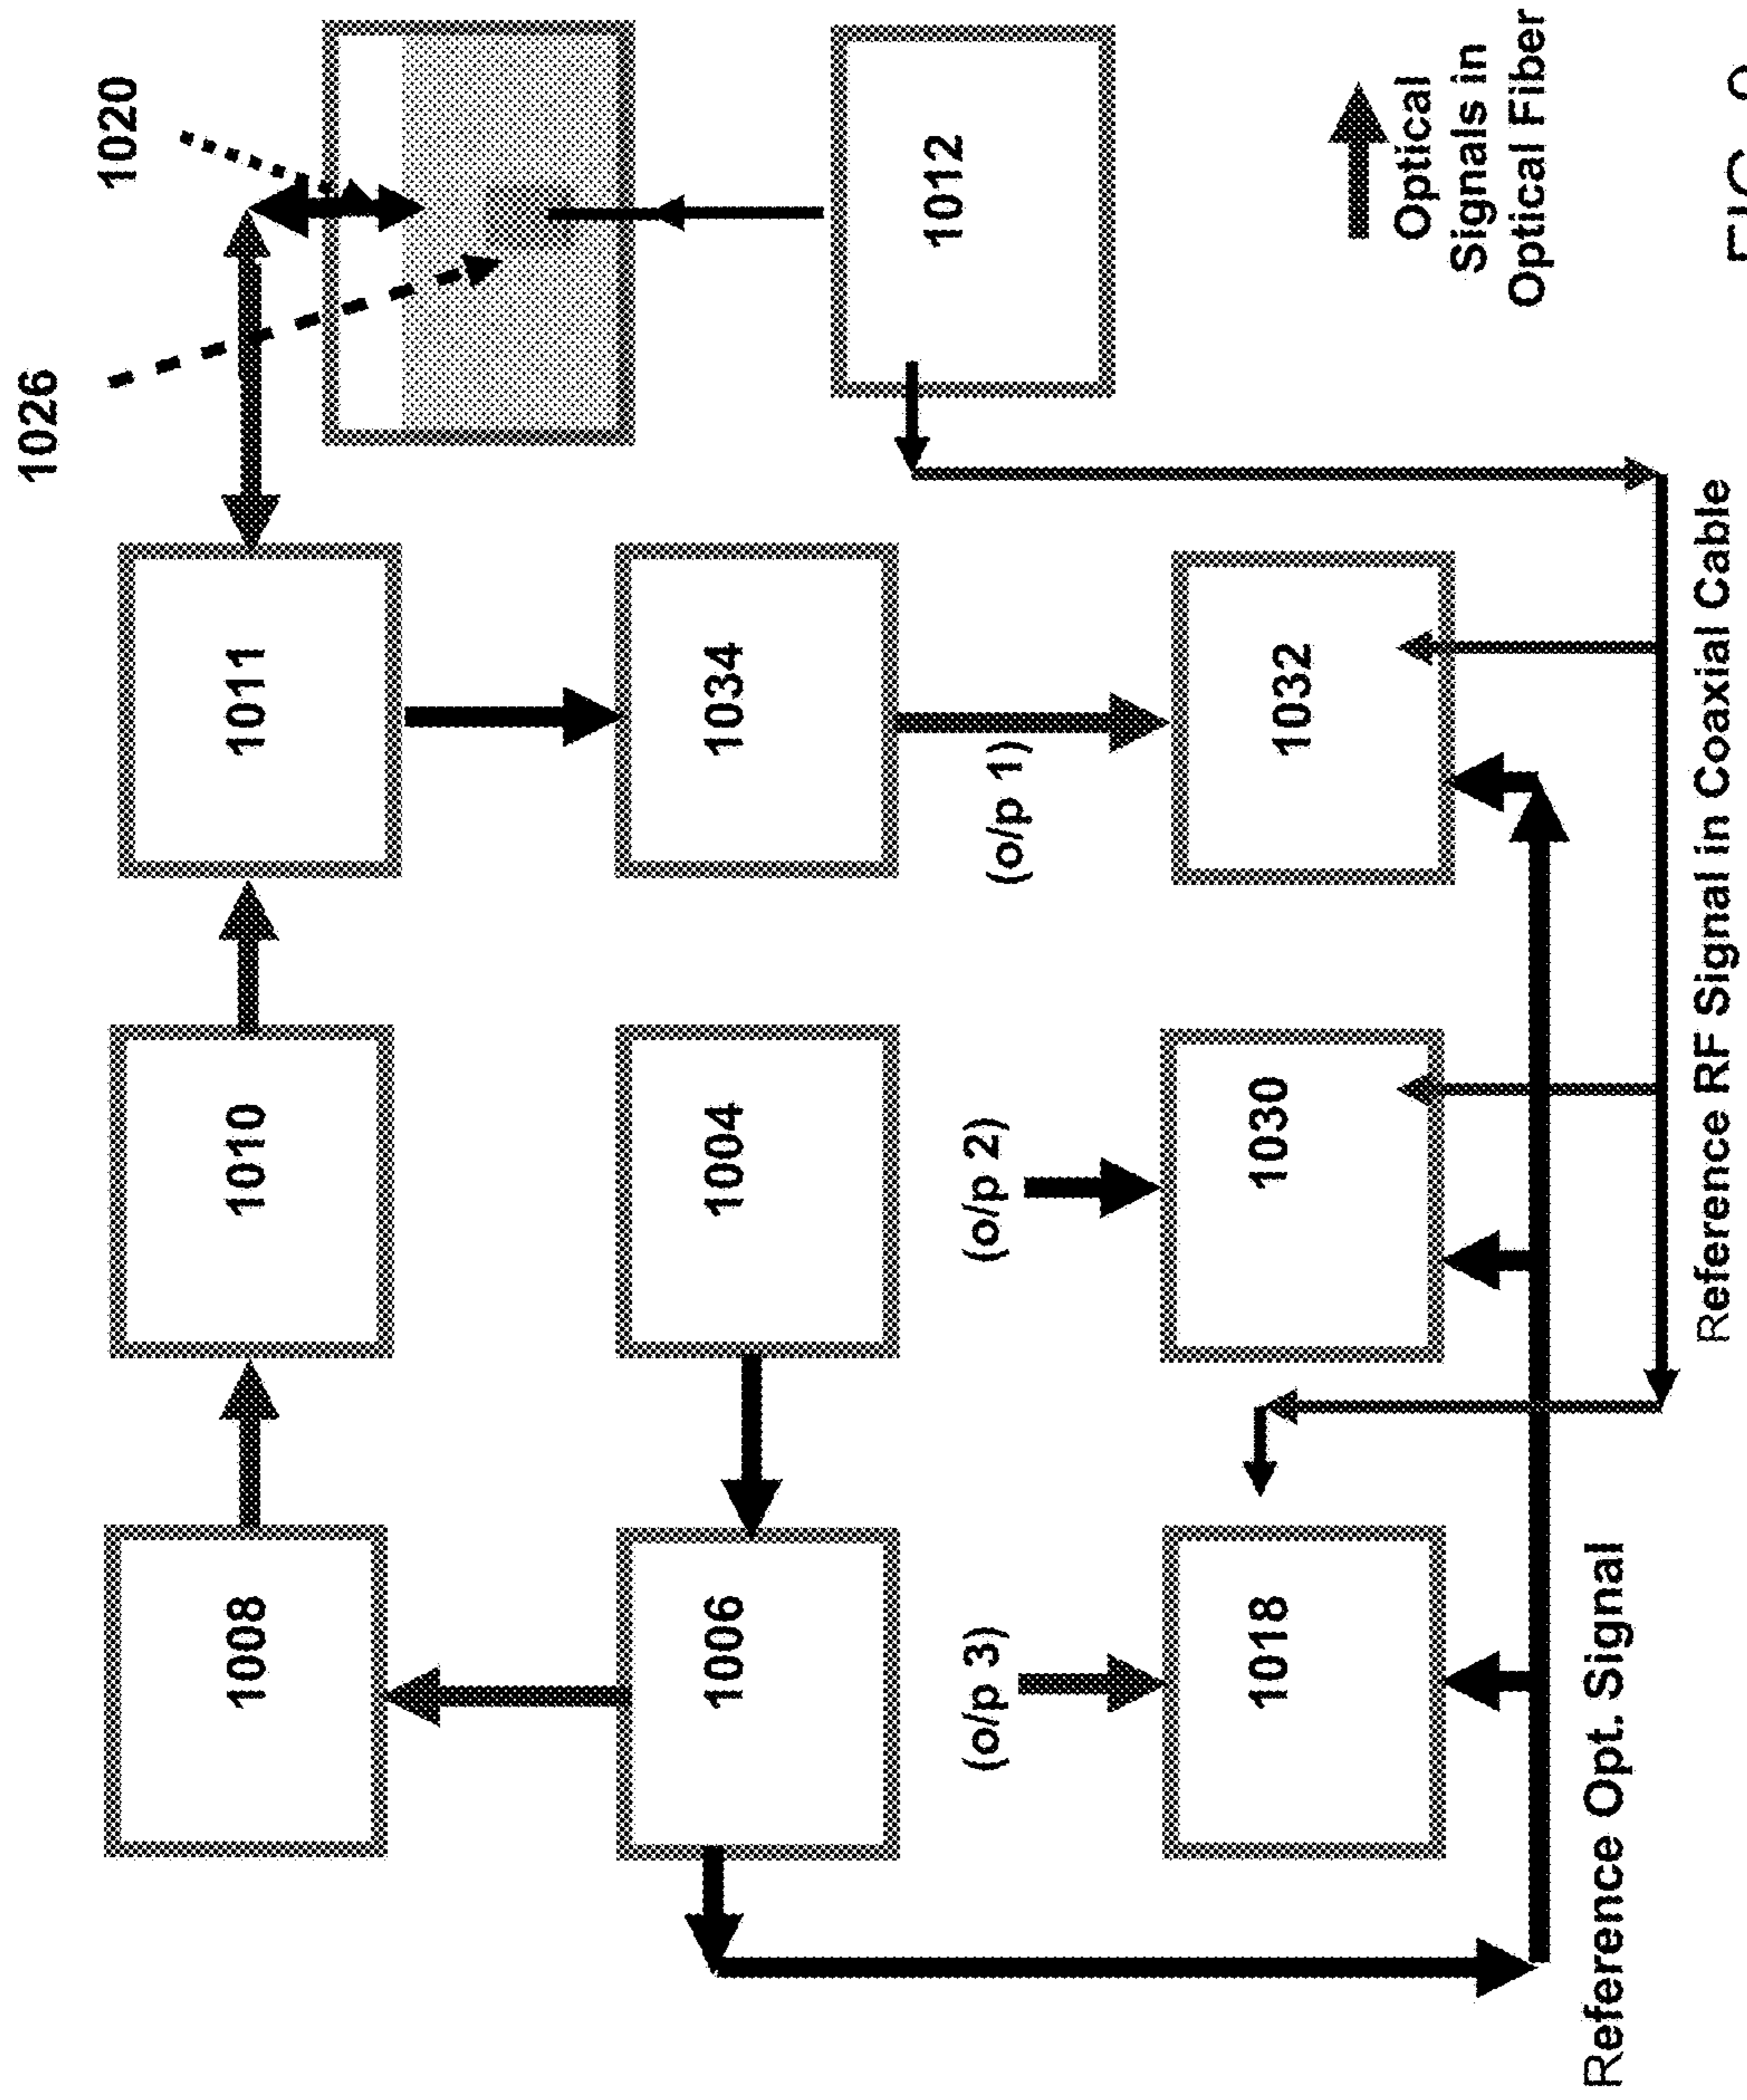 1020
1026
1008
1010
1011
1006
1004
1034
1012
(o/p 3)
(o/p 2)
(o/p 1)
1018
1030
1032
Optical
Signals in
Optical Fiber
Reference Opt. Signal
Reference RF Signal in Coaxial Cable